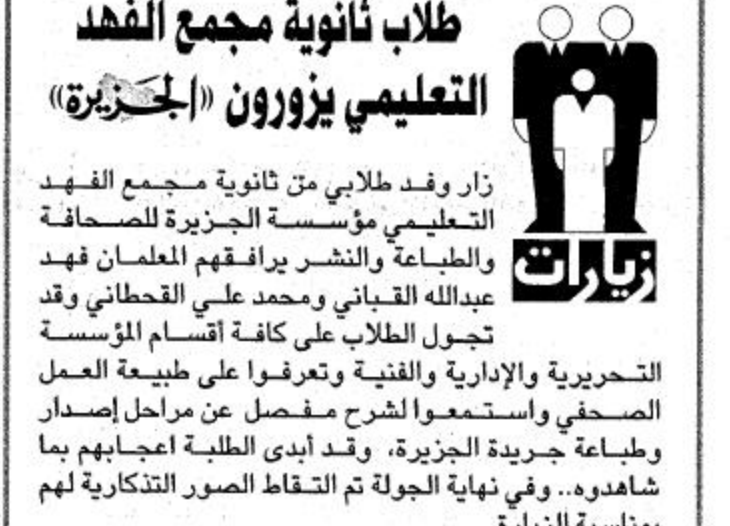 طلاب ثانوية مجمع الفهد
التعليمي يزورون «الجزيرة»
زيارات
زار وفد طلابي من ثانوية مجمع الفهد
التعليمي مؤسسة الجزيرة للصحافة
والطباعة والنشر يرافقهم المعلمان فهد
عبدالله القباني ومحمد علي القحطاني وقد
تجول الطلاب على كافة أقسام المؤسسة
التحريرية والإدارية والفنية وتعرفوا على طبيعة العمل
الصحفي واستمعوا لشرح مفصل عن مراحل إصدار
وطباعة جريدة الجزيرة، وقد أبدى الطلبة اعجابهم بما
شاهدوه.. وفي نهاية الجولة تم التقاط الصور التذكارية لهم
بمناسبة الزيارة